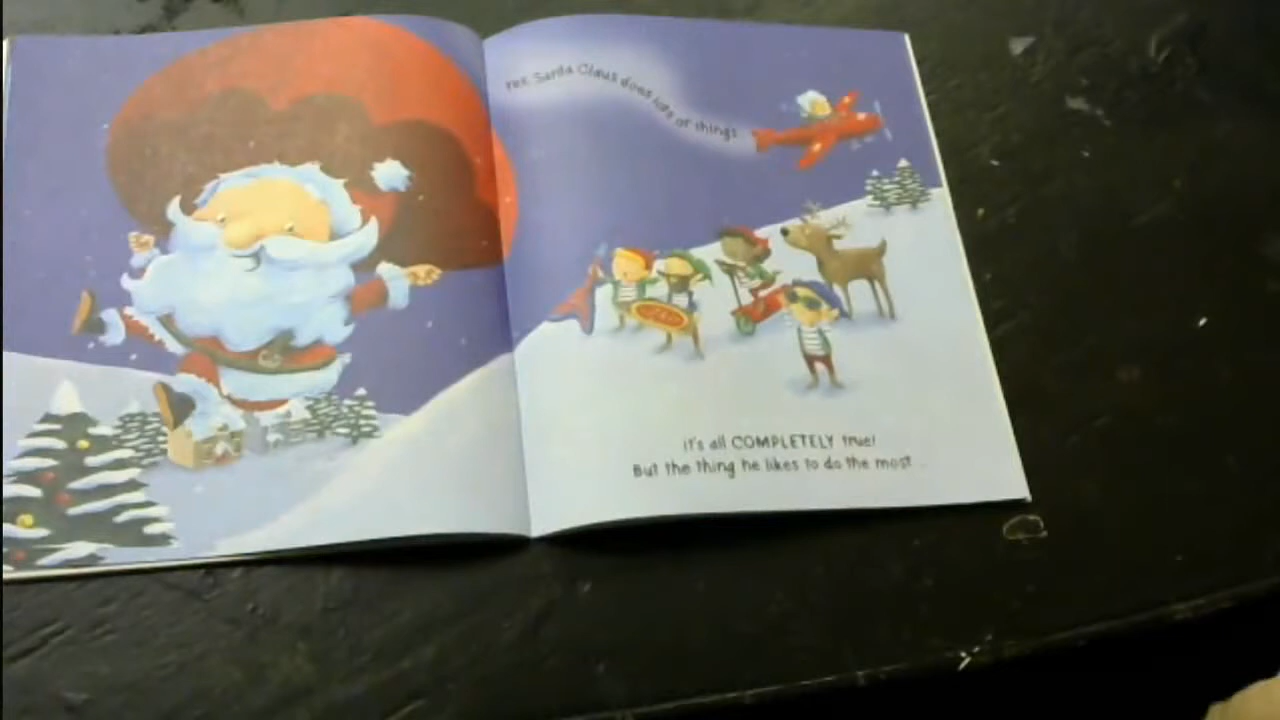 Yes, Santa Claus does lots of things.
It's all COMPLETELY true!
But the thing he likes to do the most...